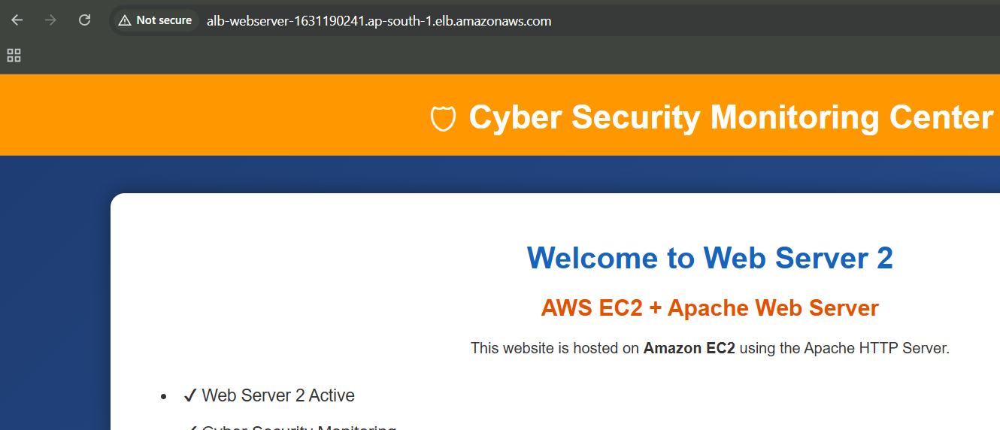 Not secure alb-webserver-1631190241.ap-south-1.elb.amazonaws.com
Cyber Security Monitoring Center
Welcome to Web Server 2
AWS EC2 + Apache Web Server
This website is hosted on Amazon EC2 using the Apache HTTP Server.
• ✔ Web Server 2 Active
✔ Cyber Security Monitoring